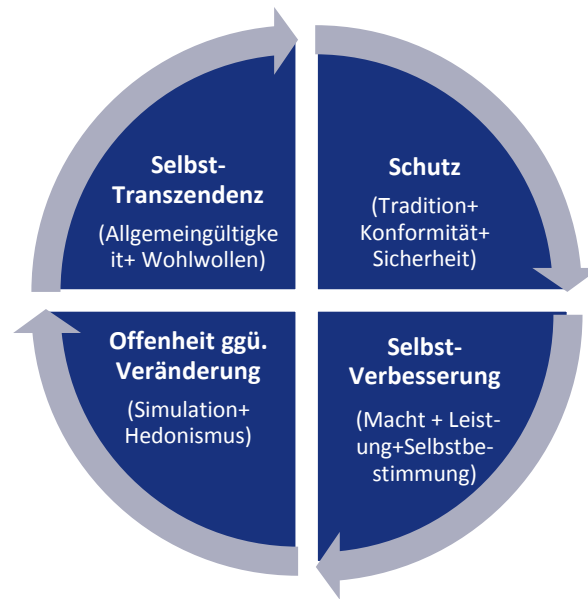 Selbst-
Transzendenz
(Allgemeingültigke
it+ Wohlwollen)
Schutz
(Tradition+
Konformität+
Sicherheit)
Offenheit ggü.
Veränderung
(Simulation+
Hedonismus)
Selbst-
Verbesserung
(Macht + Leist-
ung+Selbstbe-
stimmung)